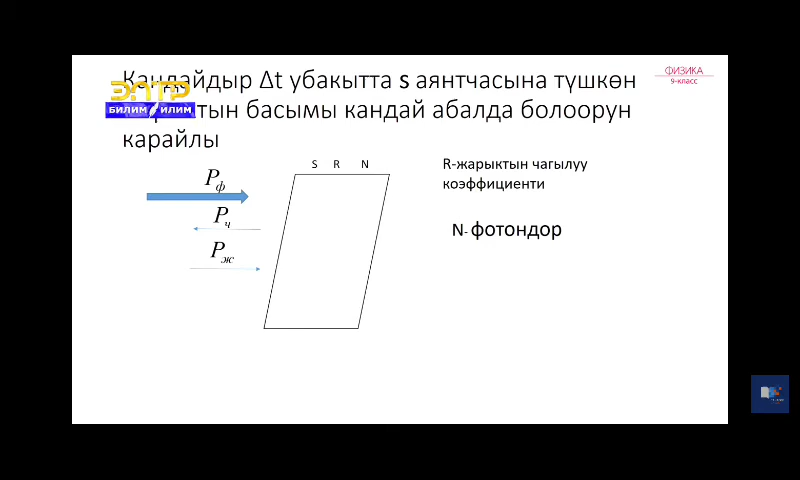 Кандайдыр Δt убакытта s аянтчасына түшкөн
басымы кандай абалда болоорун
карайлы
ФИЗИКА
9-класс
ЭЛТР
БИЛИМ ИЛИМ
S R N
R-жарыктын чагылуу
коэффициенти
N- фотондор
Pф
Pч
Pж